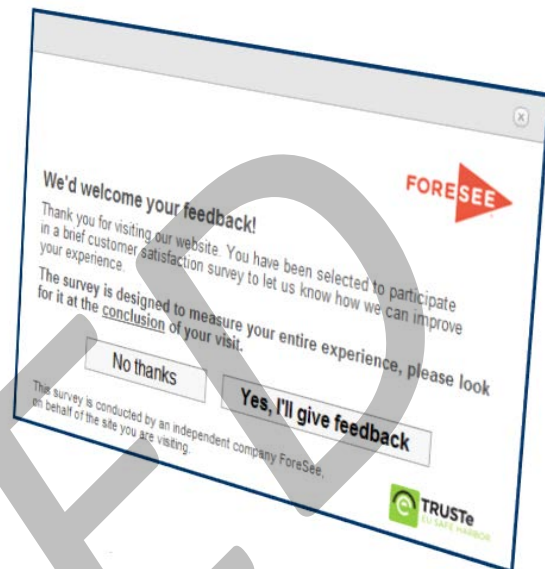 FORESEE
We'd welcome your feedback!
Thank you for visiting our website. You have been selected to participate
in a brief customer satisfaction survey to let us know how we can improve
your experience.
The survey is designed to measure your entire experience, please look
for it at the conclusion of your visit.
No thanks
Yes, I'll give feedback
This survey is conducted by an independent company ForeSee,
on behalf of the site you are visiting.
TRUSTe
EU SAFE HARBOR